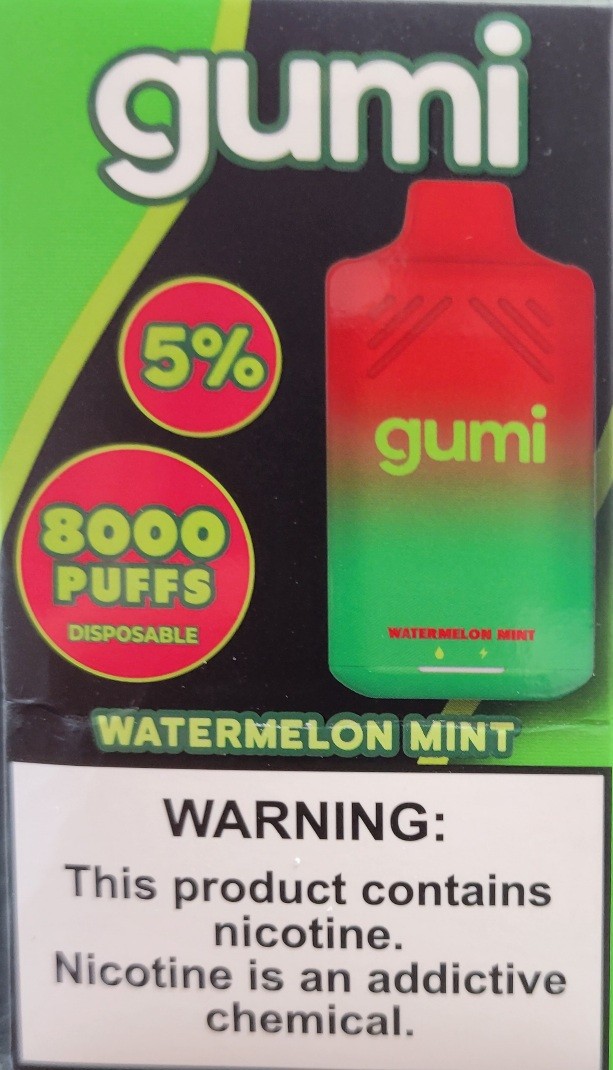 gumi
5%
gumi
8000
PUFFS
DISPOSABLE
WATERMELON MINT
WATERMELON MINT
WARNING:
This product contains
nicotine.
Nicotine is an addictive
chemical.